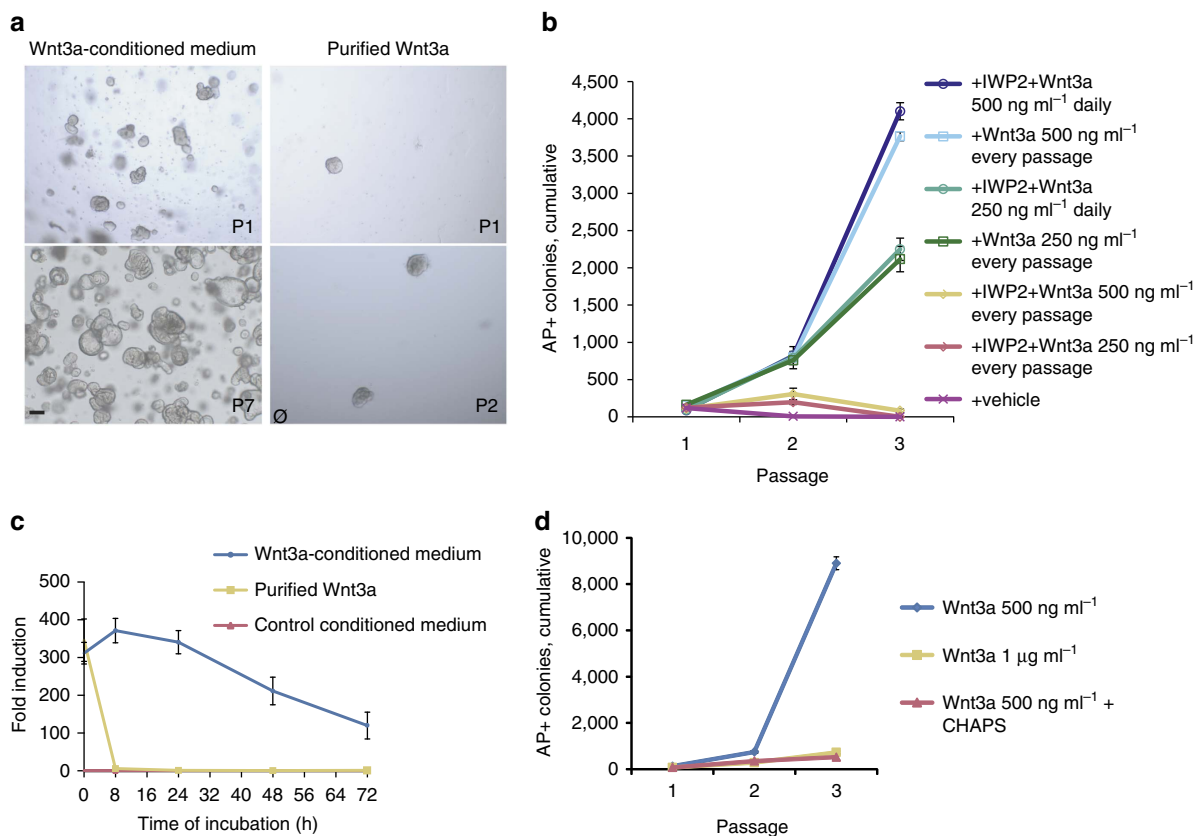 a
Wnt3a-conditioned medium
Purified Wnt3a
P1
P1
P7
Ø
P2
b
4,500
4,000
3,500
3,000
2,500
2,000
1,500
1,000
500
0
AP+ colonies, cumulative
1
2
3
Passage
+IWP2+Wnt3a
500 ng ml⁻¹ daily
+Wnt3a 500 ng ml⁻¹
every passage
+IWP2+Wnt3a
250 ng ml⁻¹ daily
+Wnt3a 250 ng ml⁻¹
every passage
+IWP2+Wnt3a 500 ng ml⁻¹
every passage
+IWP2+Wnt3a 250 ng ml⁻¹
every passage
+vehicle
c
Wnt3a-conditioned medium
Purified Wnt3a
Control conditioned medium
500
400
300
200
100
0
Fold induction
0 8 16 24 32 40 48 56 64 72
Time of incubation (h)
d
10,000
8,000
6,000
4,000
2,000
0
AP+ colonies, cumulative
1
2
3
Passage
Wnt3a 500 ng ml⁻¹
Wnt3a 1 μg ml⁻¹
Wnt3a 500 ng ml⁻¹ +
CHAPS